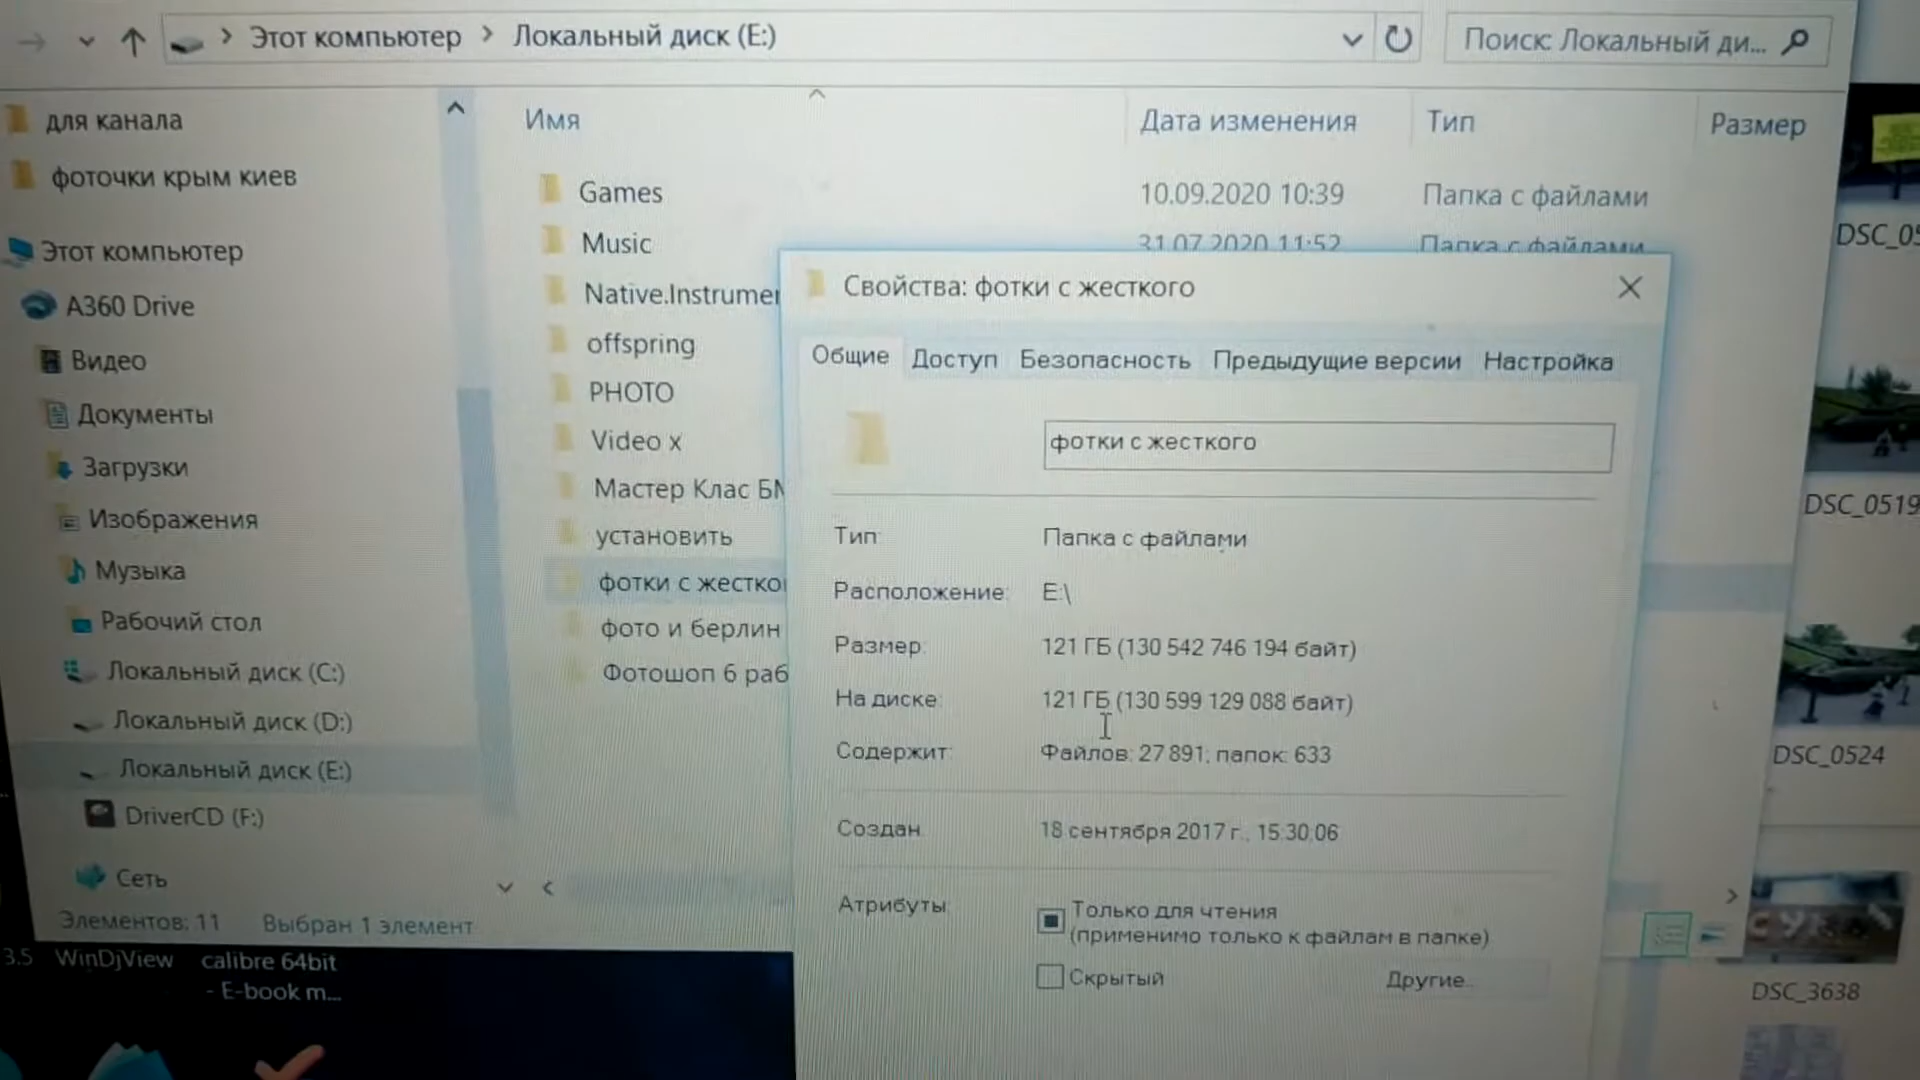 Этот компьютер > Локальный диск (E:)
Поиск: Локальный ди...
для канала
фоточки крым киев
Этот компьютер
A360 Drive
Видео
Документы
Загрузки
Изображения
Музыка
Рабочий стол
Локальный диск (C:)
Локальный диск (D:)
Локальный диск (E:)
DriverCD (F:)
Сеть
Элементов: 11 Выбран 1 элемент
Имя Дата изменения Тип Размер
Games 10.09.2020 10:39 Папка с файлами
Music 31.07.2020 11:52 Папка с файлами
Native.Instrumen
offspring
PHOTO
Video x
Мастер Клас БМ
установить
фотки с жестко
фото и берлин
Фотошоп 6 раб
Свойства: фотки с жесткого
Общие Доступ Безопасность Предыдущие версии Настройка
фотки с жесткого
Тип: Папка с файлами
Расположение: E:\
Размер: 121 ГБ (130 542 746 194 байт)
На диске: 121 ГБ (130 599 129 088 байт)
Содержит: Файлов: 27 891; папок: 633
Создан: 18 сентября 2017 г., 15:30:06
Атрибуты: Только для чтения
(применимо только к файлам в папке)
Скрытый Другие...
DSC_05
DSC_0519
DSC_0524
DSC_3638
3.5 WinDjView calibre 64bit
- E-book m...